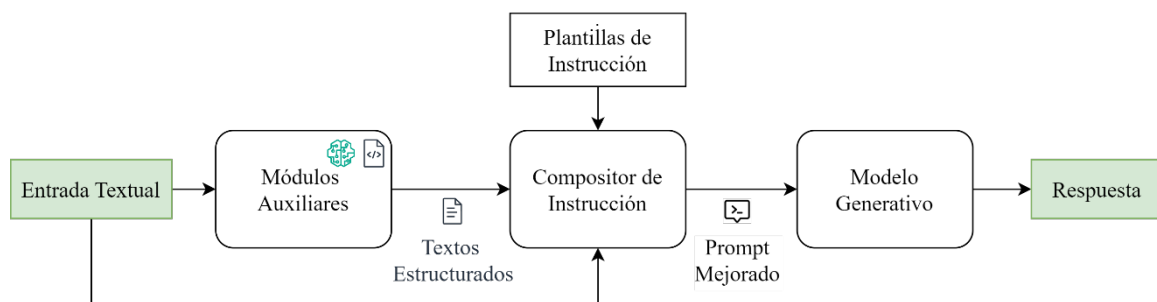 Plantillas de
Instrucción
Entrada Textual
Módulos
Auxiliares
</>
Textos
Estructurados
Compositor de
Instrucción
Prompt
Mejorado
Modelo
Generativo
Respuesta